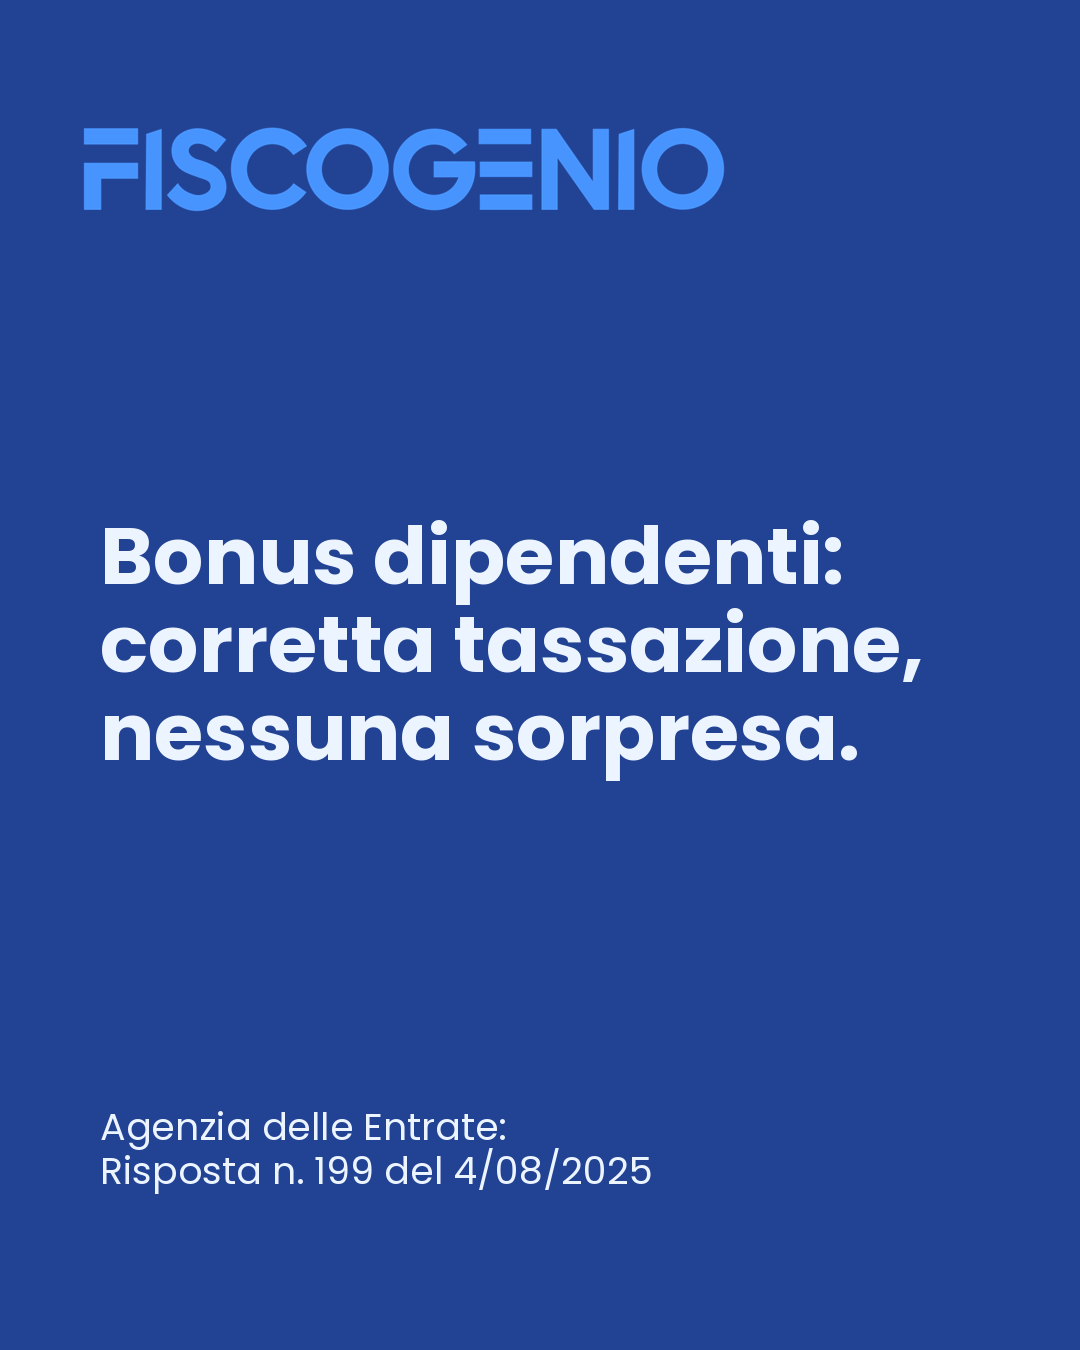 FISCOGENIO
Bonus dipendenti:
corretta tassazione,
nessuna sorpresa.
Agenzia delle Entrate:
Risposta n. 199 del 4/08/2025